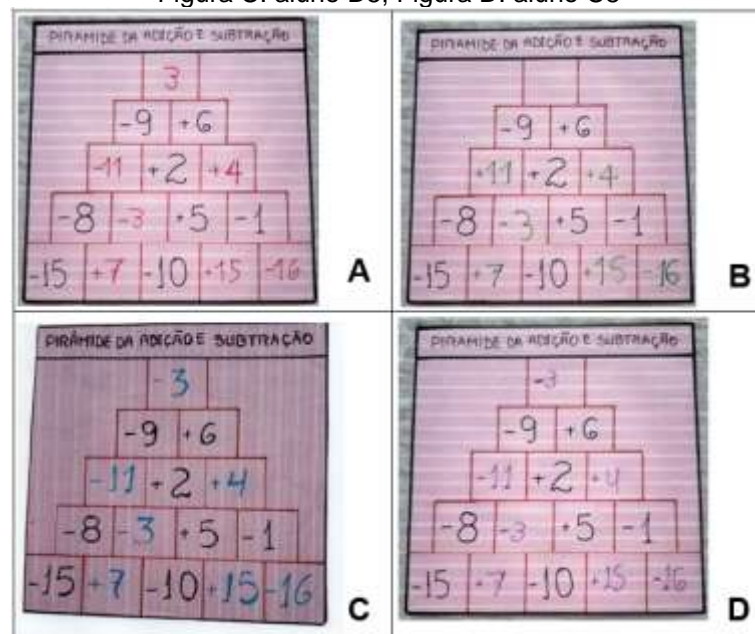 Figura C: aluno D8; Figura D: aluno C8
PIRÂMIDE DA ADIÇÃO E SUBTRAÇÃO
3
-9 +6
-11 +2 +4
-8 -3 +5 -1
-15 +7 -10 +15 -16
A
PIRÂMIDE DA ADIÇÃO E SUBTRAÇÃO
-9 +6
+11 +2 +4
-8 -3 +5 -1
-15 +7 -10 +15 -16
B
PIRÂMIDE DA ADIÇÃO E SUBTRAÇÃO
-3
-9 +6
-11 +2 +4
-8 -3 +5 -1
-15 +7 -10 +15 -16
C
PIRÂMIDE DA ADIÇÃO E SUBTRAÇÃO
-3
-9 +6
-11 +2 +4
-8 -3 +5 -1
-15 +7 -10 +15 -16
D